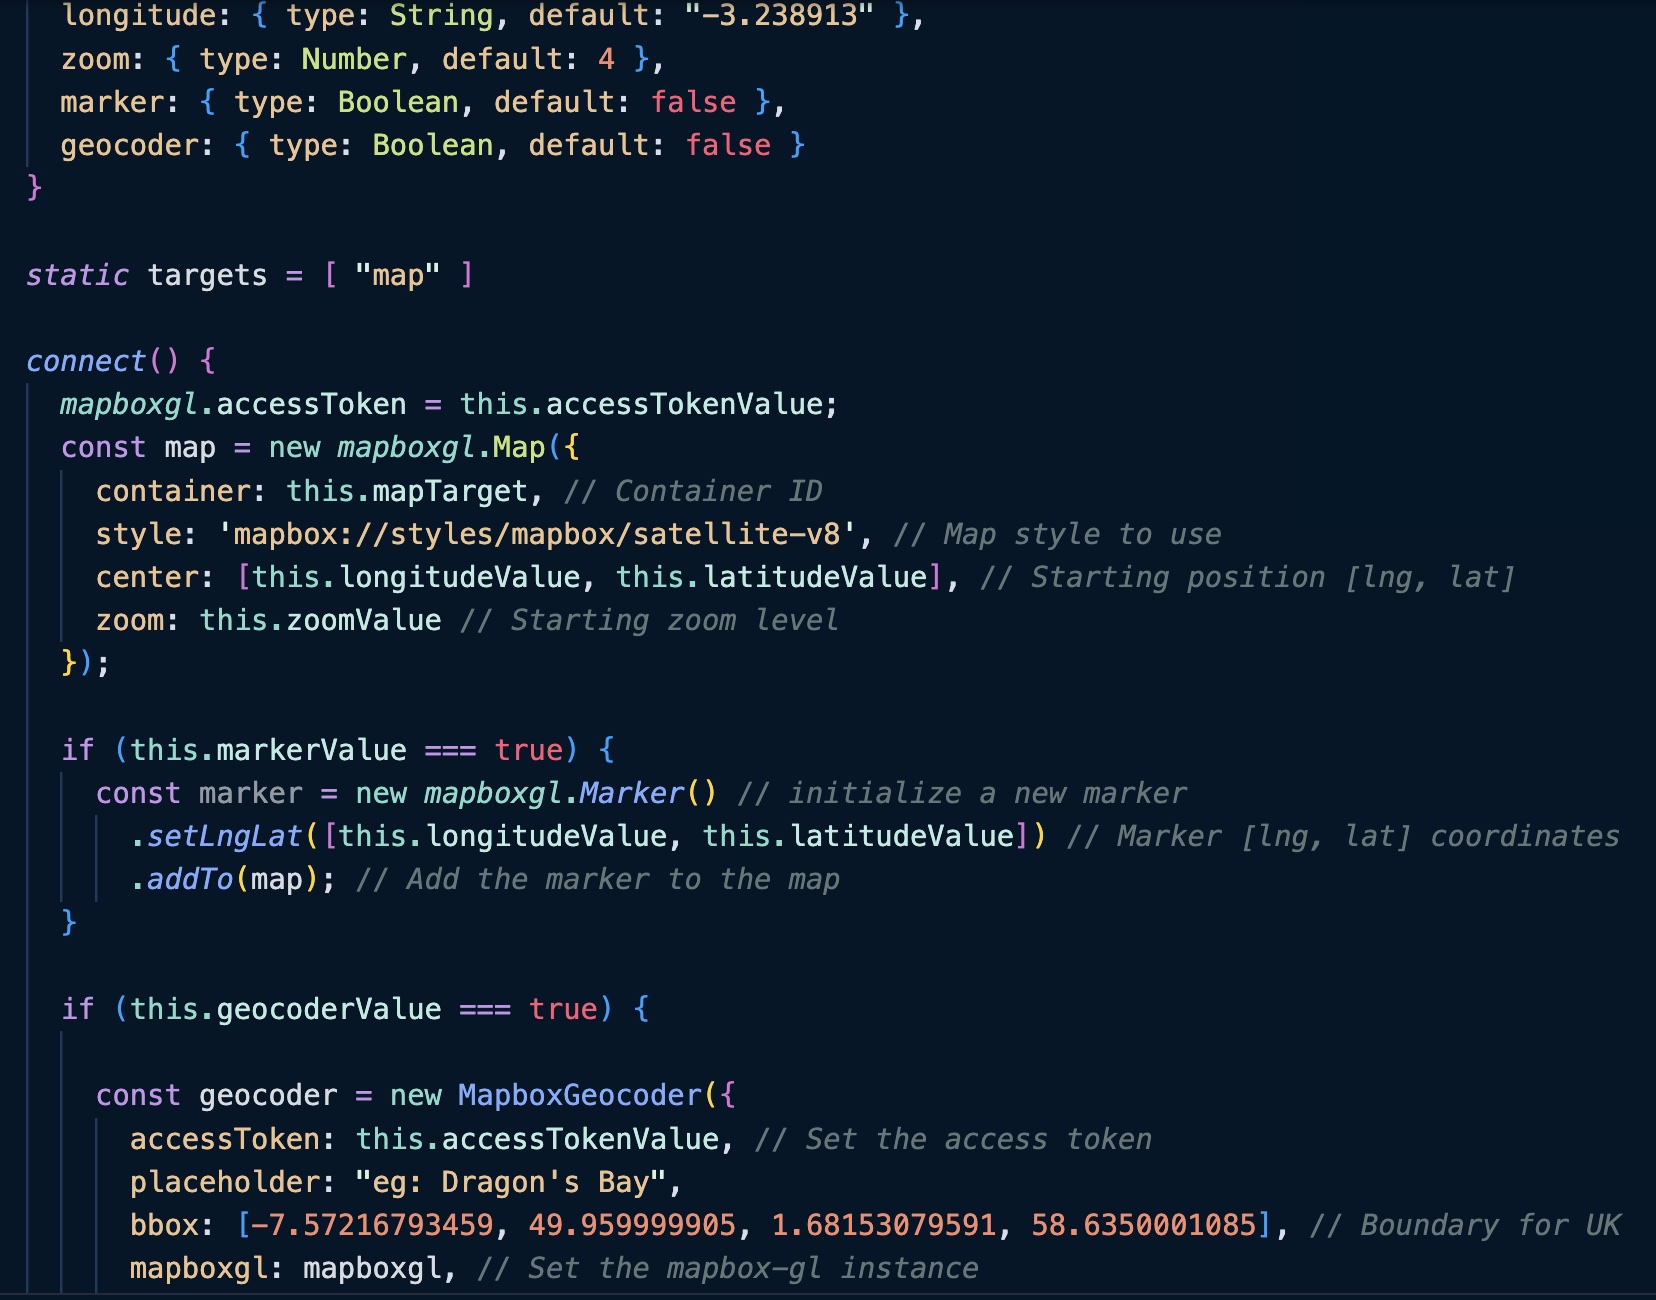 longitude: { type: String, default: "-3.238913" },
zoom: { type: Number, default: 4 },
marker: { type: Boolean, default: false },
geocoder: { type: Boolean, default: false }
}
static targets = [ "map" ]
connect() {
mapboxgl.accessToken = this.accessTokenValue;
const map = new mapboxgl.Map({
container: this.mapTarget, // Container ID
style: 'mapbox://styles/mapbox/satellite-v8', // Map style to use
center: [this.longitudeValue, this.latitudeValue], // Starting position [lng, lat]
zoom: this.zoomValue // Starting zoom level
});
if (this.markerValue === true) {
const marker = new mapboxgl.Marker() // initialize a new marker
.setLngLat([this.longitudeValue, this.latitudeValue]) // Marker [lng, lat] coordinates
.addTo(map); // Add the marker to the map
}
if (this.geocoderValue === true) {
const geocoder = new MapboxGeocoder({
accessToken: this.accessTokenValue, // Set the access token
placeholder: "eg: Dragon's Bay",
bbox: [-7.57216793459, 49.959999905, 1.68153079591, 58.6350001085], // Boundary for UK
mapboxgl: mapboxgl, // Set the mapbox-gl instance